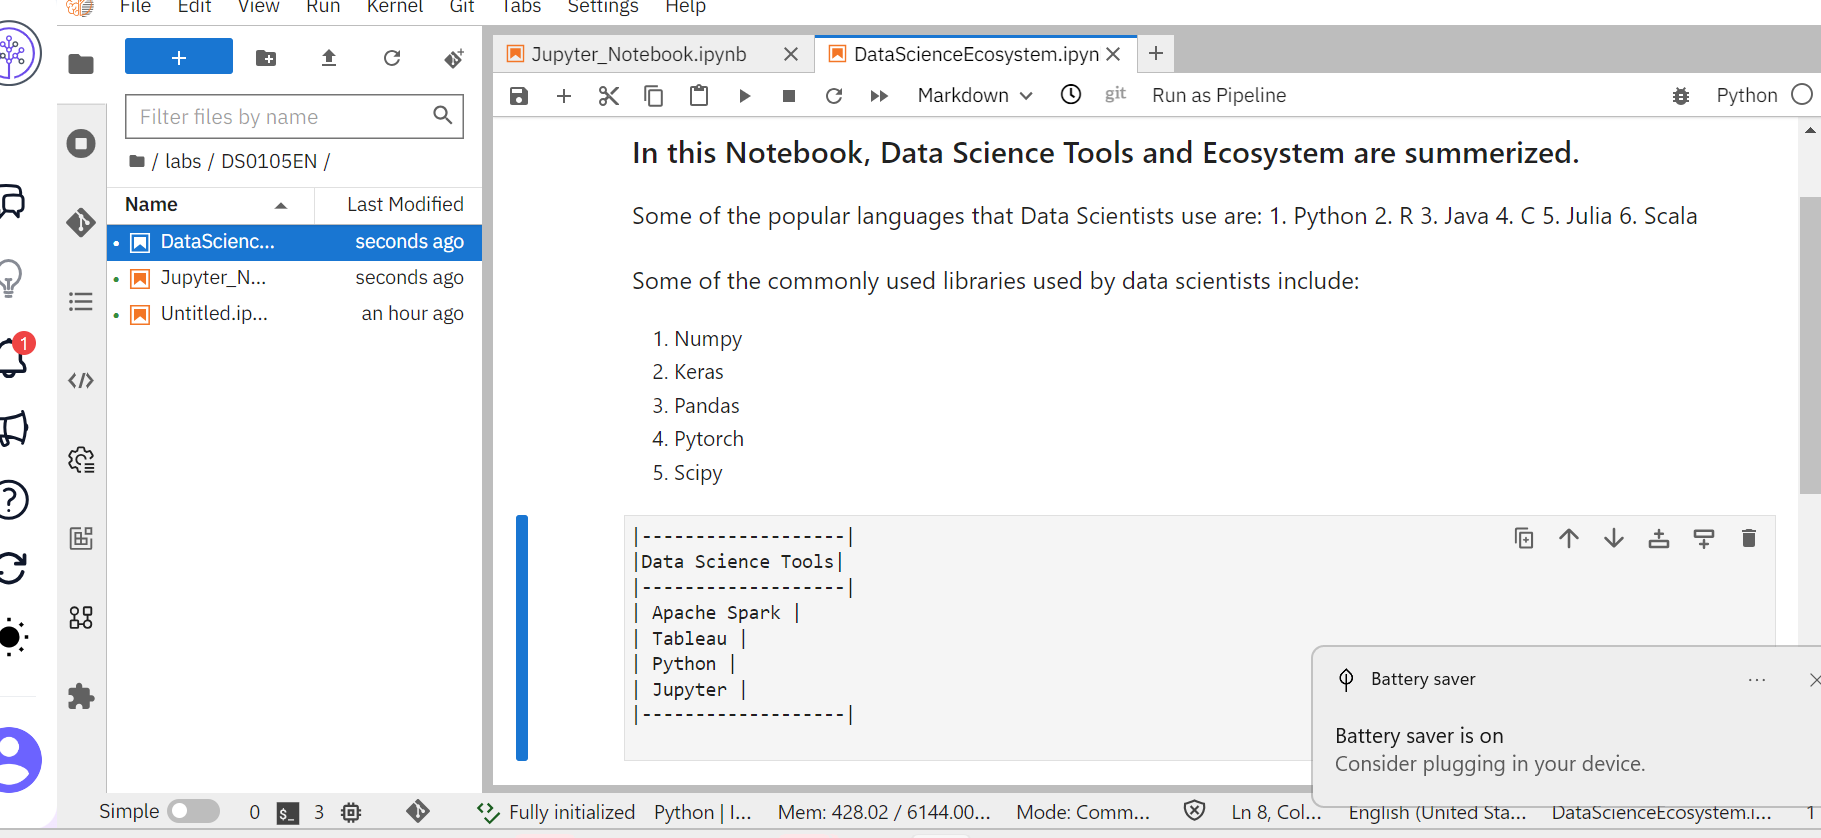 File Edit View Run Kernel Git Tabs Settings Help
Jupyter_Notebook.ipynb
DataScienceEcosystem.ipyn
Markdown git Run as Pipeline Python
Filter files by name
/ labs / DS0105EN /
Name Last Modified
DataScienc... seconds ago
Jupyter_N... seconds ago
Untitled.ip... an hour ago
1
In this Notebook, Data Science Tools and Ecosystem are summerized.
Some of the popular languages that Data Scientists use are: 1. Python 2. R 3. Java 4. C 5. Julia 6. Scala
Some of the commonly used libraries used by data scientists include:
1. Numpy
2. Keras
3. Pandas
4. Pytorch
5. Scipy
|-------------------|
|Data Science Tools|
|-------------------|
| Apache Spark |
| Tableau |
| Python |
| Jupyter |
|-------------------|
Battery saver
Battery saver is on
Consider plugging in your device.
Simple 0 $_ 3 Fully initialized Python | I... Mem: 428.02 / 6144.00... Mode: Comm... Ln 8, Col... English (United Sta... DataScienceEcosystem.i... 1